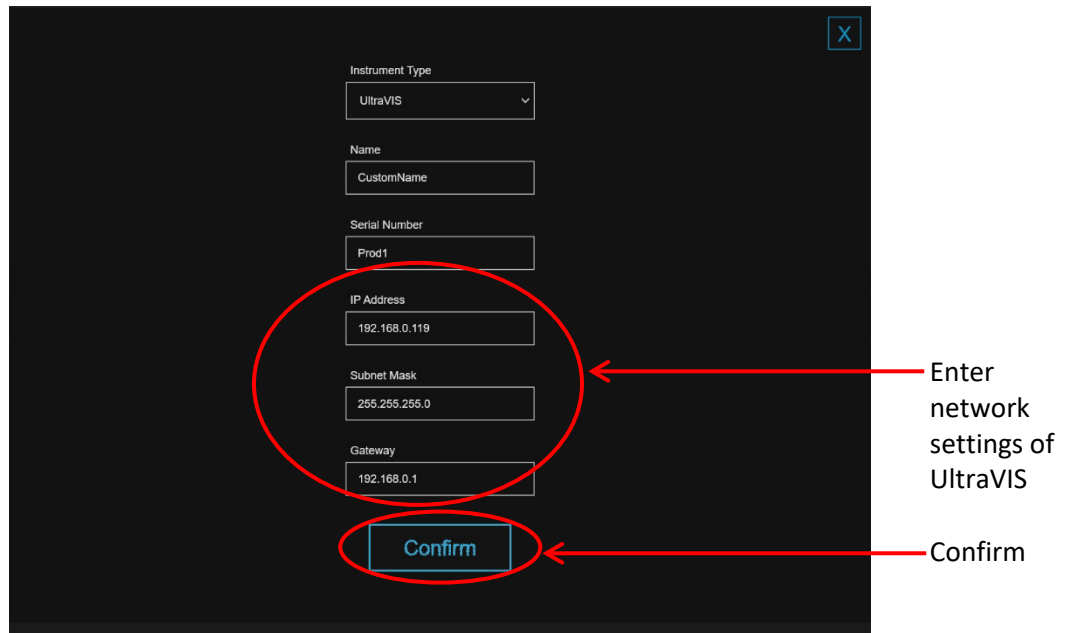 X
Instrument Type
UltraVIS
Name
CustomName
Serial Number
Prod1
IP Address
192.168.0.119
Subnet Mask
255.255.255.0
Gateway
192.168.0.1
Confirm
Enter
network
settings of
UltraVIS
Confirm